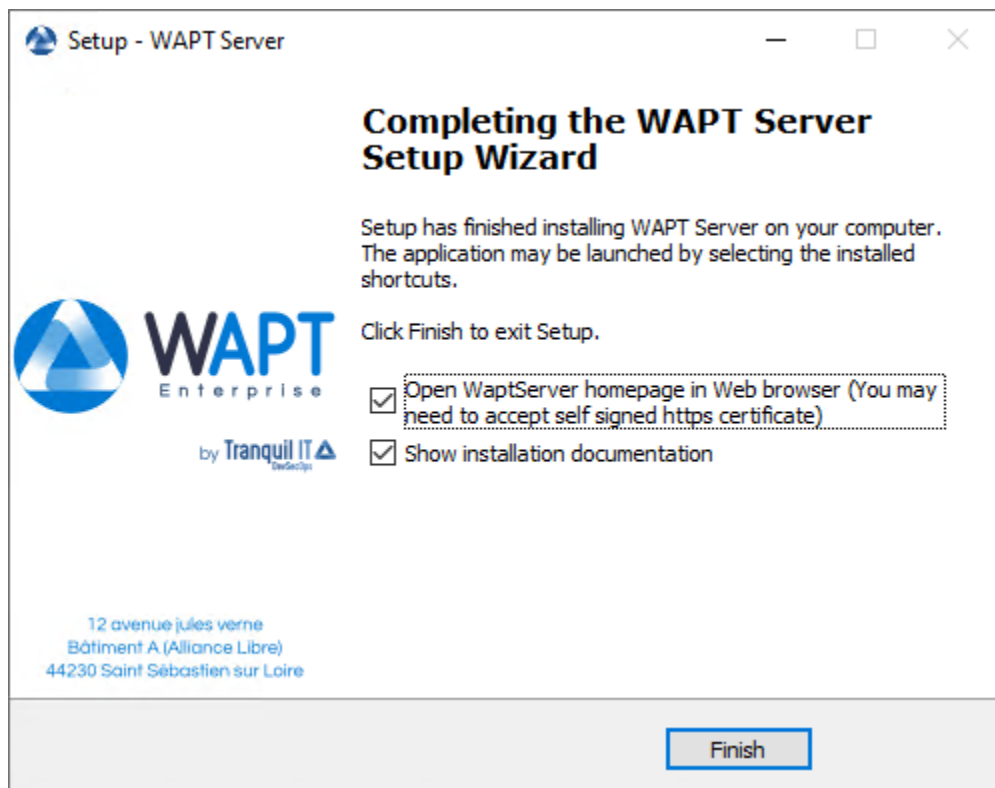 Setup - WAPT Server
Completing the WAPT Server
Setup Wizard
Setup has finished installing WAPT Server on your computer.
The application may be launched by selecting the installed
shortcuts.
Click Finish to exit Setup.
WAPT
Enterprise
by Tranquil IT
DevSecOps
Open WaptServer homepage in Web browser (You may
need to accept self signed https certificate)
Show installation documentation
12 avenue jules verne
Bâtiment A (Alliance Libre)
44230 Saint Sébastien sur Loire
Finish